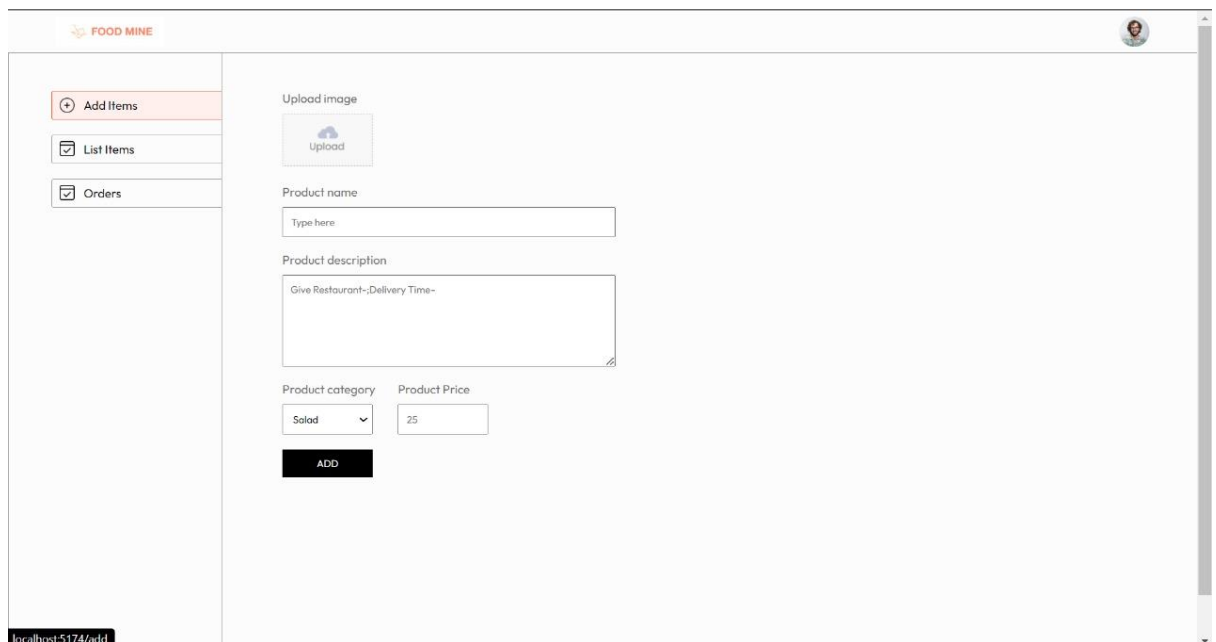 FOOD MINE
Add Items
List Items
Orders
Upload image
Upload
Product name
Type here
Product description
Give Restaurant-;Delivery Time-
Product category Product Price
Salad 25
ADD
localhost:5174/add